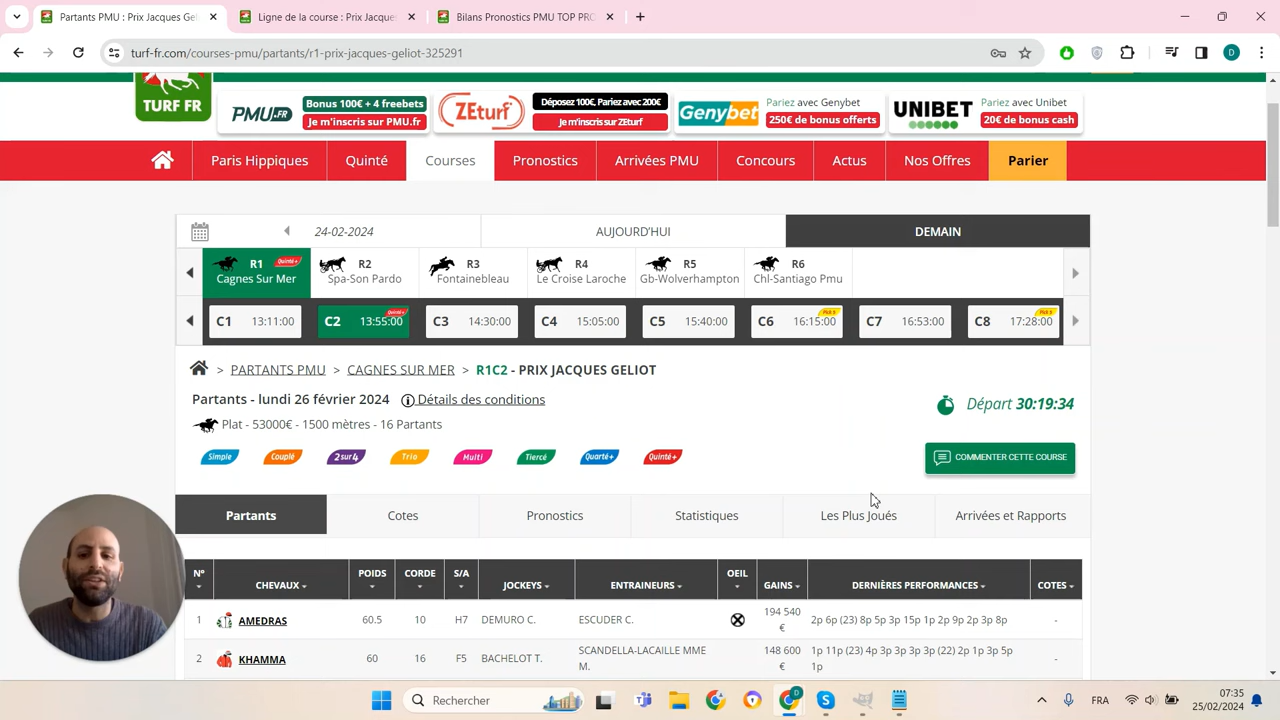 Partants PMU : Prix Jacques Gel
Ligne de la course : Prix Jacque
Bilans Pronostics PMU TOP PRO
turf-fr.com/courses-pmu/partants/r1-prix-jacques-geliot-325291
D
TURF FR
PMU.FR
Bonus 100€ + 4 freebets
Je m'inscris sur PMU.fr
ZEturf
Déposez 100€, Pariez avec 200€
Je m'inscris sur ZEturf
Genybet
Pariez avec Genybet
250€ de bonus offerts
UNIBET
Pariez avec Unibet
20€ de bonus cash
Paris Hippiques Quinté Courses Pronostics Arrivées PMU Concours Actus Nos Offres Parier
24-02-2024 AUJOURD'HUI DEMAIN
R1 Quinté+ R2 R3 R4 R5 R6
Cagnes Sur Mer Spa-Son Pardo Fontainebleau Le Croise Laroche Gb-Wolverhampton Chl-Santiago Pmu
C1 13:11:00 C2 13:55:00 Quinté+ C3 14:30:00 C4 15:05:00 C5 15:40:00 C6 16:15:00 Pick 5 C7 16:53:00 C8 17:28:00 Pick 5
> PARTANTS PMU > CAGNES SUR MER > R1C2 - PRIX JACQUES GELIOT
Partants - lundi 26 février 2024 Détails des conditions
Départ 30:19:34
Plat - 53000€ - 1500 mètres - 16 Partants
Simple Couplé 2sur4 Trio Multi Tiercé Quarté+ Quinté+
COMMENTER CETTE COURSE
Partants Cotes Pronostics Statistiques Les Plus Joués Arrivées et Rapports
N° CHEVAUX POIDS CORDE S/A JOCKEYS ENTRAINEURS OEIL GAINS DERNIÈRES PERFORMANCES COTES
1 AMEDRAS 60.5 10 H7 DEMURO C. ESCUDER C. 194 540 € 2p 6p (23) 8p 5p 3p 15p 1p 2p 9p 2p 3p 8p -
2 KHAMMA 60 16 F5 BACHELOT T. SCANDELLA-LACAILLE MME M. 148 600 € 1p 11p (23) 4p 3p 3p 3p 3p (22) 2p 1p 3p 5p 1p -
Rechercher
FRA
07:35
25/02/2024